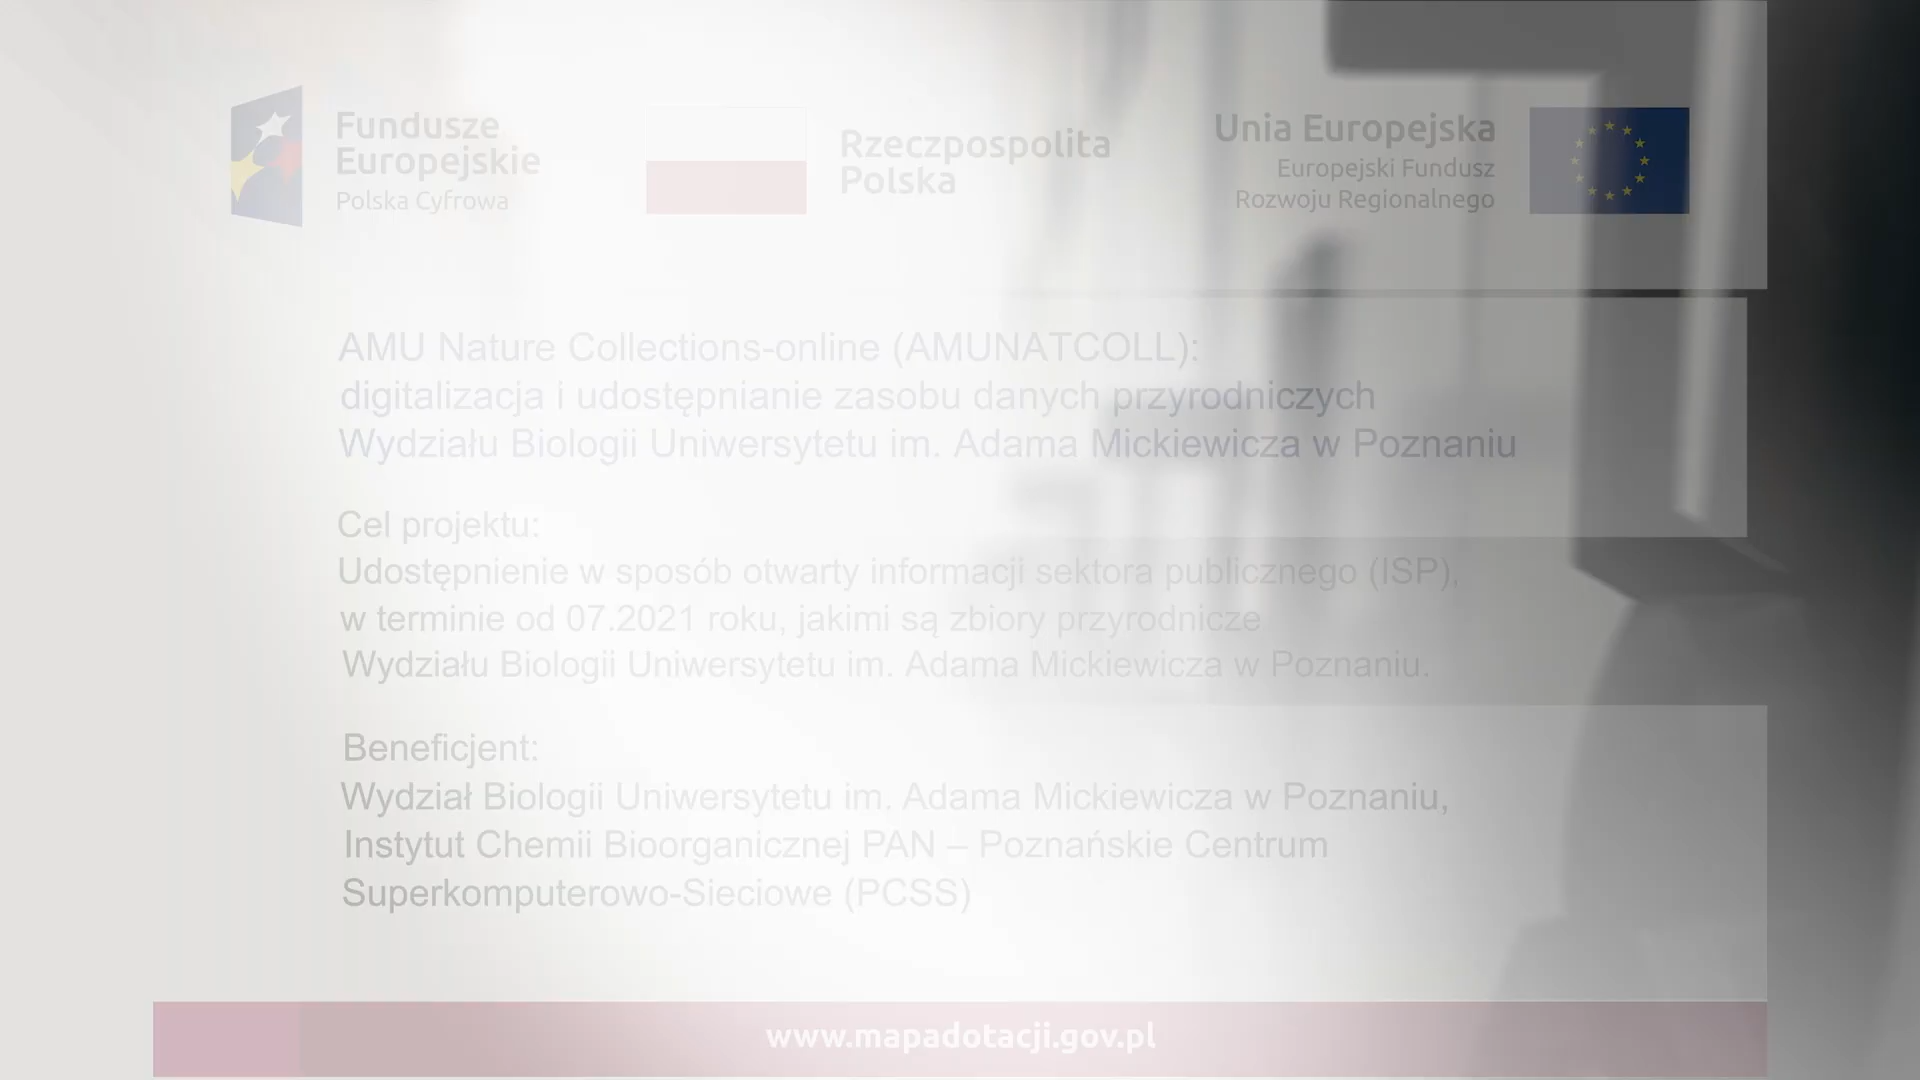 Fundusze
Europejskie
Polska Cyfrowa
Rzeczpospolita
Polska
Unia Europejska
Europejski Fundusz
Rozwoju Regionalnego
AMU Nature Collections-online (AMUNATCOLL):
digitalizacja i udostępnianie zasobu danych przyrodniczych
Wydziału Biologii Uniwersytetu im. Adama Mickiewicza w Poznaniu
Cel projektu:
Udostępnienie w sposób otwarty informacji sektora publicznego (ISP),
w terminie od 07.2021 roku, jakimi są zbiory przyrodnicze
Wydziału Biologii Uniwersytetu im. Adama Mickiewicza w Poznaniu.
Beneficjent:
Wydział Biologii Uniwersytetu im. Adama Mickiewicza w Poznaniu,
Instytut Chemii Bioorganicznej PAN – Poznańskie Centrum
Superkomputerowo-Sieciowe (PCSS)
www.mapadotacji.gov.pl